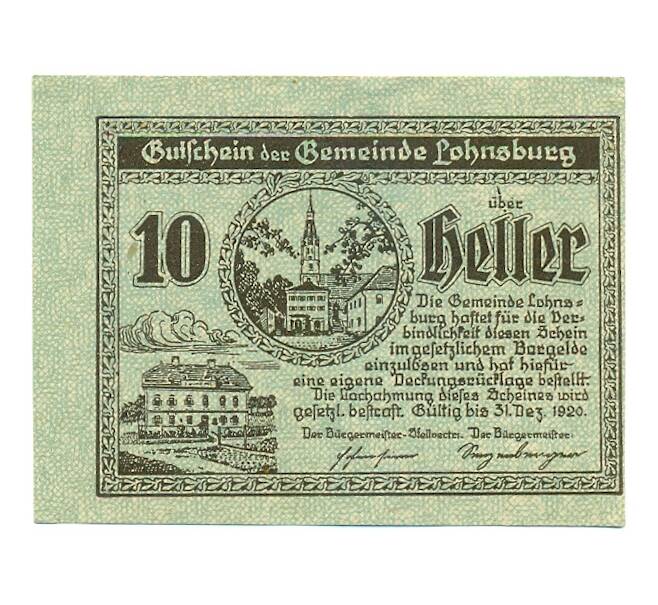 Gutschein der Gemeinde Lohnsburg
10
über
Heller
Die Gemeinde Lohns=
burg haftet für die Ver=
bindlichkeit diesen Schein
im gesetzlichem Bargelde
einzulösen und hat hiefür
eine eigene Deckungsrücklage bestellt.
Die Nachahmung dieses Scheines wird
gesetzl. bestraft. Gültig bis 31. Dez. 1920.
Der Bürgermeister-Stellvertr. Der Bürgermeister: